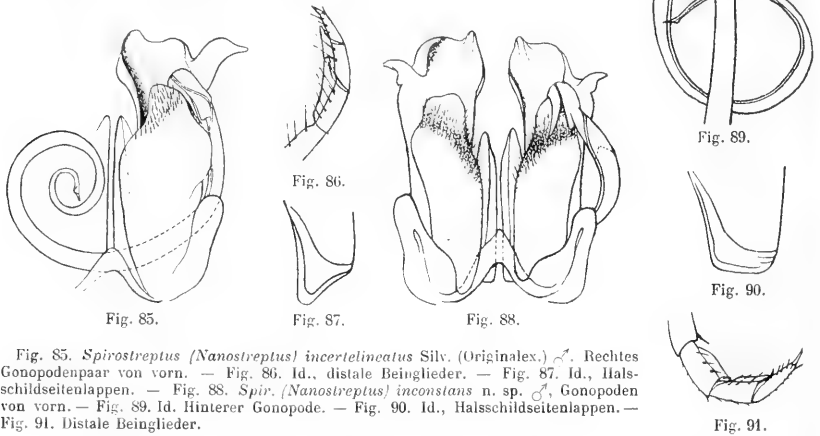 Fig. 89.
Fig. 86.
Fig. 90.
Fig. 85.
Fig. 87.
Fig. 88.
Fig. 85. Spirostreptus (Nanostreptus) incertelineatus Silv. (Originalex.) ♂. Rechtes
Gonopodenpaar von vorn. — Fig. 86. Id., distale Beinglieder. — Fig. 87. Id., Hals-
schildseitenlappen. — Fig. 88. Spir. (Nanostreptus) inconstans n. sp. ♂, Gonopoden
von vorn. — Fig. 89. Id. Hinterer Gonopode. — Fig. 90. Id., Halsschildseitenlappen. —
Fig. 91. Distale Beinglieder.
Fig. 91.